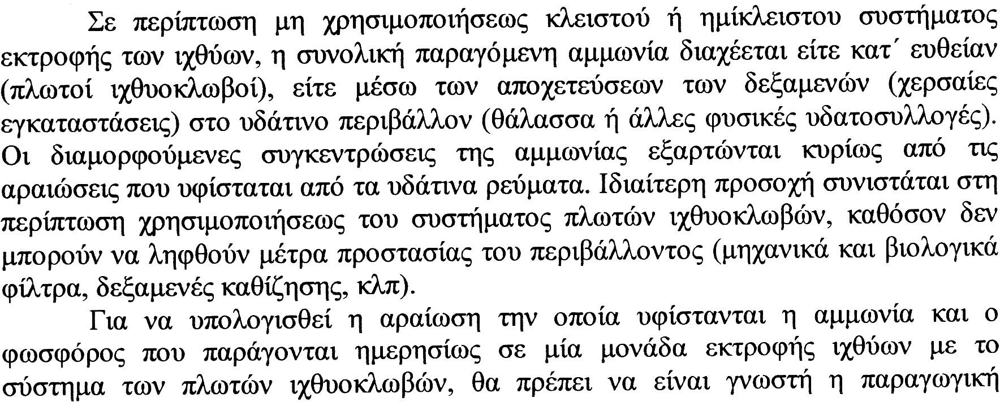 Σε περίπτωση μη χρησιμοποιήσεως κλειστού ή ημίκλειστου συστήματος
εκτροφής των ιχθύων, η συνολική παραγόμενη αμμωνία διαχέεται είτε κατ΄ ευθείαν
(πλωτοί ιχθυοκλωβοί), είτε μέσω των αποχετεύσεων των δεξαμενών (χερσαίες
εγκαταστάσεις) στο υδάτινο περιβάλλον (θάλασσα ή άλλες φυσικές υδατοσυλλογές).
Οι διαμορφούμενες συγκεντρώσεις της αμμωνίας εξαρτώνται κυρίως από τις
αραιώσεις που υφίσταται από τα υδάτινα ρεύματα. Ιδιαίτερη προσοχή συνιστάται στη
περίπτωση χρησιμοποιήσεως του συστήματος πλωτών ιχθυοκλωβών, καθόσον δεν
μπορούν να ληφθούν μέτρα προστασίας του περιβάλλοντος (μηχανικά και βιολογικά
φίλτρα, δεξαμενές καθίζησης, κλπ).
Για να υπολογισθεί η αραίωση την οποία υφίστανται η αμμωνία και ο
φωσφόρος που παράγονται ημερησίως σε μία μονάδα εκτροφής ιχθύων με το
σύστημα των πλωτών ιχθυοκλωβών, θα πρέπει να είναι γνωστή η παραγωγική